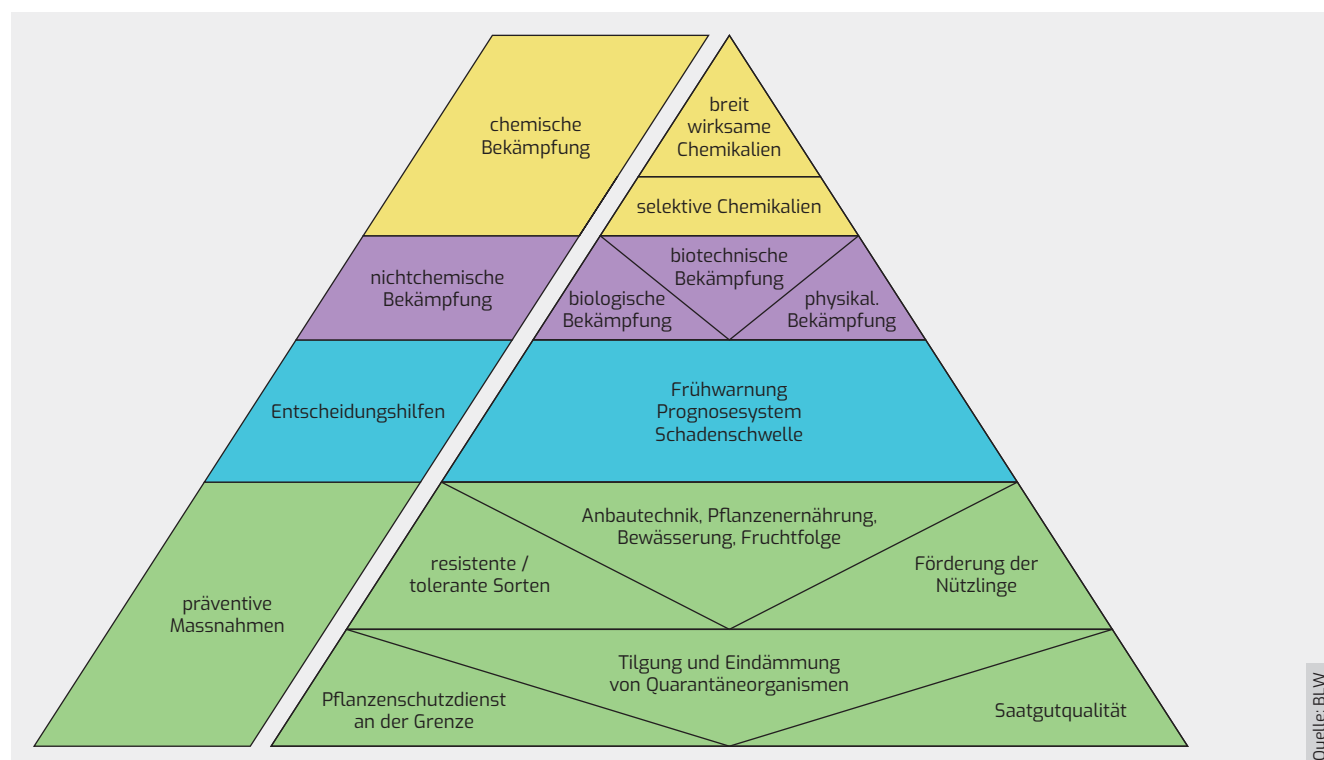 chemische
Bekämpfung
breit
wirksame
Chemikalien
selektive Chemikalien
nichtchemische
Bekämpfung
biotechnische
Bekämpfung
biologische
Bekämpfung
physikal.
Bekämpfung
Entscheidungshilfen
Frühwarnung
Prognosesystem
Schadenschwelle
präventive
Massnahmen
Anbautechnik, Pflanzenernährung,
Bewässerung, Fruchtfolge
resistente /
tolerante Sorten
Förderung der
Nützlinge
Tilgung und Eindämmung
von Quarantäneorganismen
Pflanzenschutzdienst
an der Grenze
Saatgutqualität
Quelle: BLW